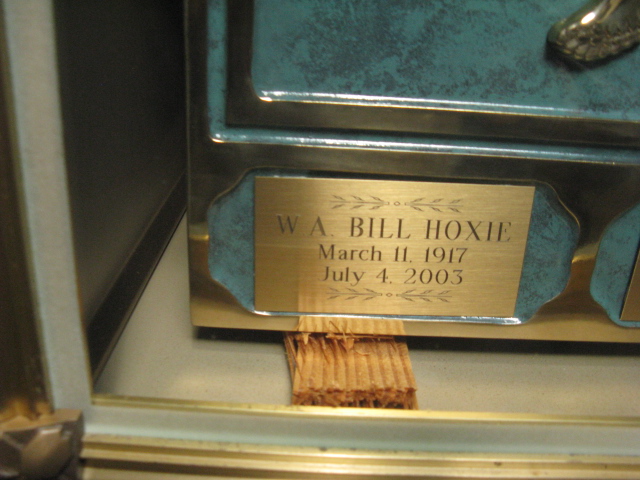 W A. BILL HOXIE
March 11, 1917
July 4, 2003